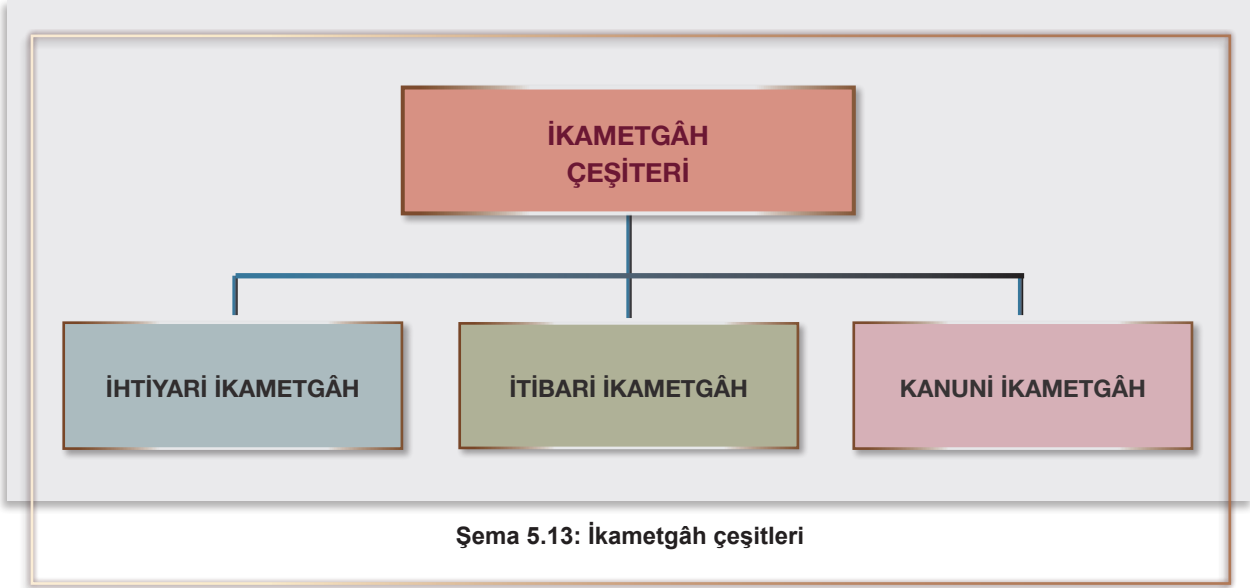 İKAMETGÂH
ÇEŞİTERİ
İHTİYARİ İKAMETGÂH
İTİBARİ İKAMETGÂH
KANUNİ İKAMETGÂH
Şema 5.13: İkametgâh çeşitleri